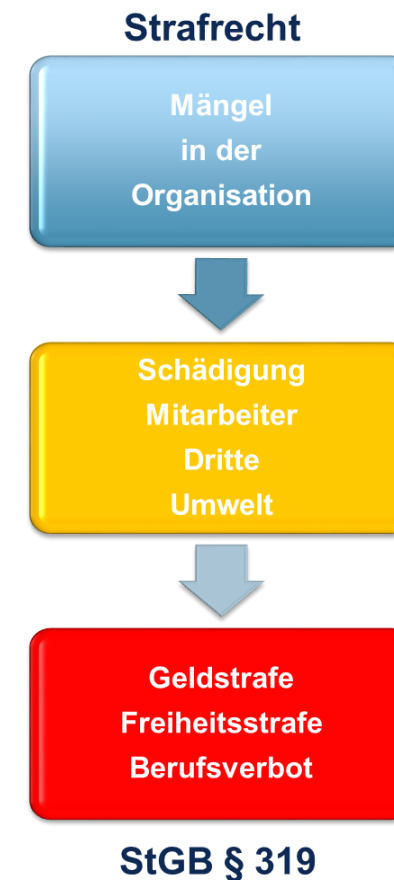 Strafrecht
Mängel
in der
Organisation
Schädigung
Mitarbeiter
Dritte
Umwelt
Geldstrafe
Freiheitsstrafe
Berufsverbot
StGB § 319